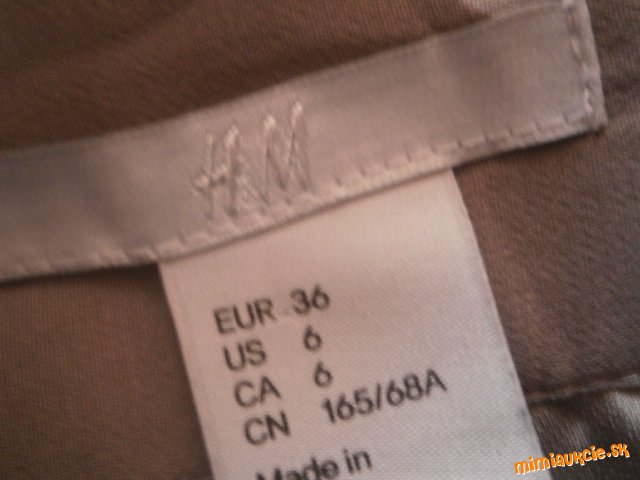 H&M
EUR 36
US 6
CA 6
CN 165/68A
Made in
mimiaukcie.sk